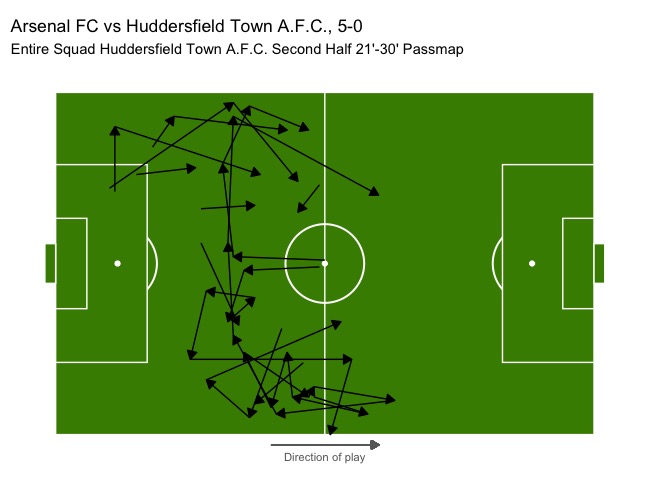 Arsenal FC vs Huddersfield Town A.F.C., 5-0
Entire Squad Huddersfield Town A.F.C. Second Half 21'-30' Passmap
Direction of play